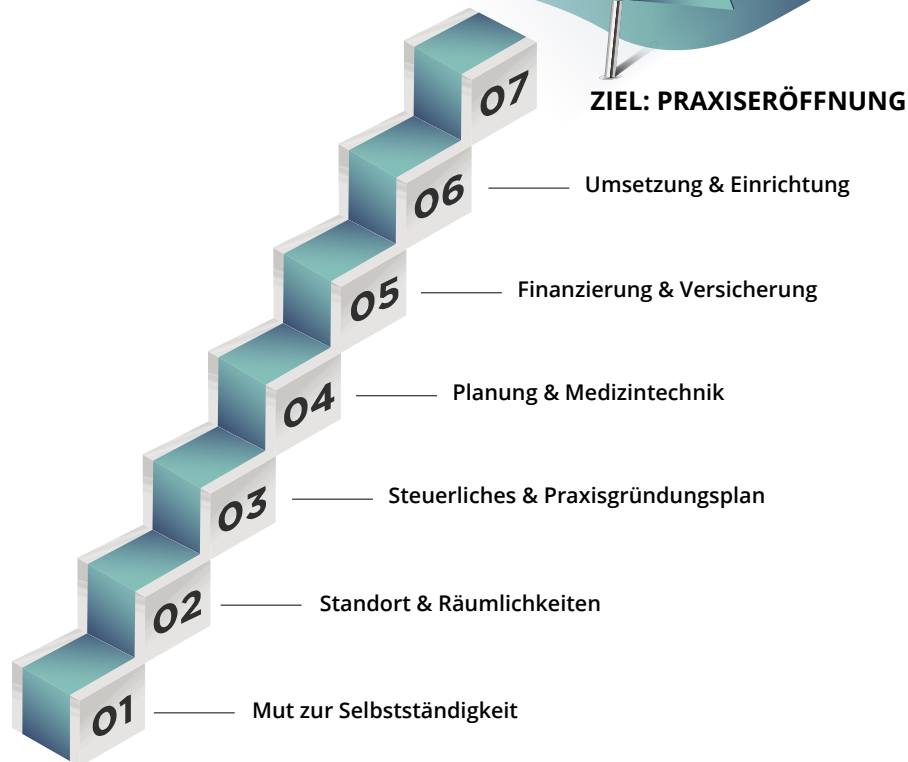 07
ZIEL: PRAXISERÖFFNUNG
06
Umsetzung & Einrichtung
05
Finanzierung & Versicherung
04
Planung & Medizintechnik
03
Steuerliches & Praxisgründungsplan
02
Standort & Räumlichkeiten
01
Mut zur Selbstständigkeit